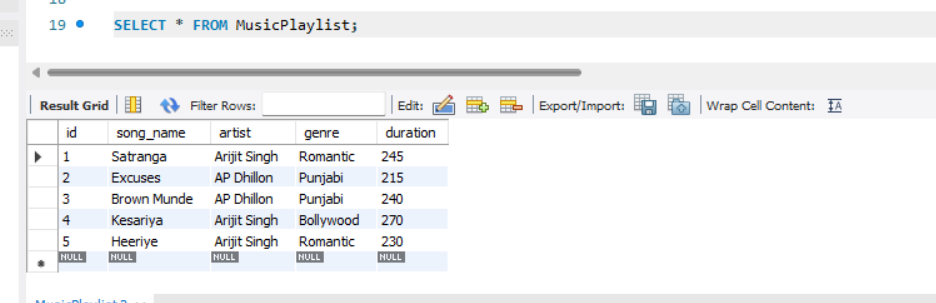 18
19 SELECT * FROM MusicPlaylist;
Result Grid Filter Rows: Edit: Export/Import: Wrap Cell Content: IA
id song_name artist genre duration
1 Satranga Arijit Singh Romantic 245
2 Excuses AP Dhillon Punjabi 215
3 Brown Munde AP Dhillon Punjabi 240
4 Kesariya Arijit Singh Bollywood 270
5 Heeriye Arijit Singh Romantic 230
NULL NULL NULL NULL NULL